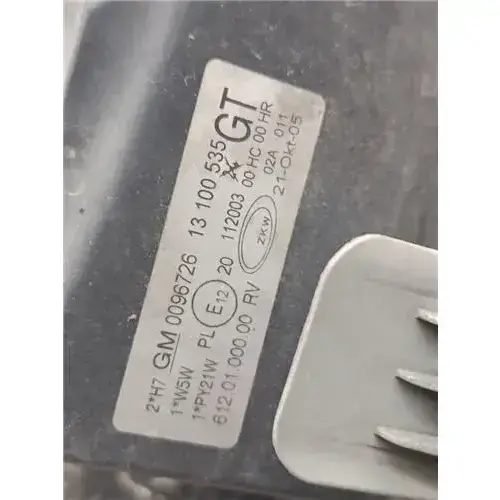 2*H7 GM 0096726 13 100 535 GT
1*W5W
1*PY21W PL E12 20 112003 00 HC 00 HR
02A 011
612.01.000.00 RV ZKW 21-Okt-05